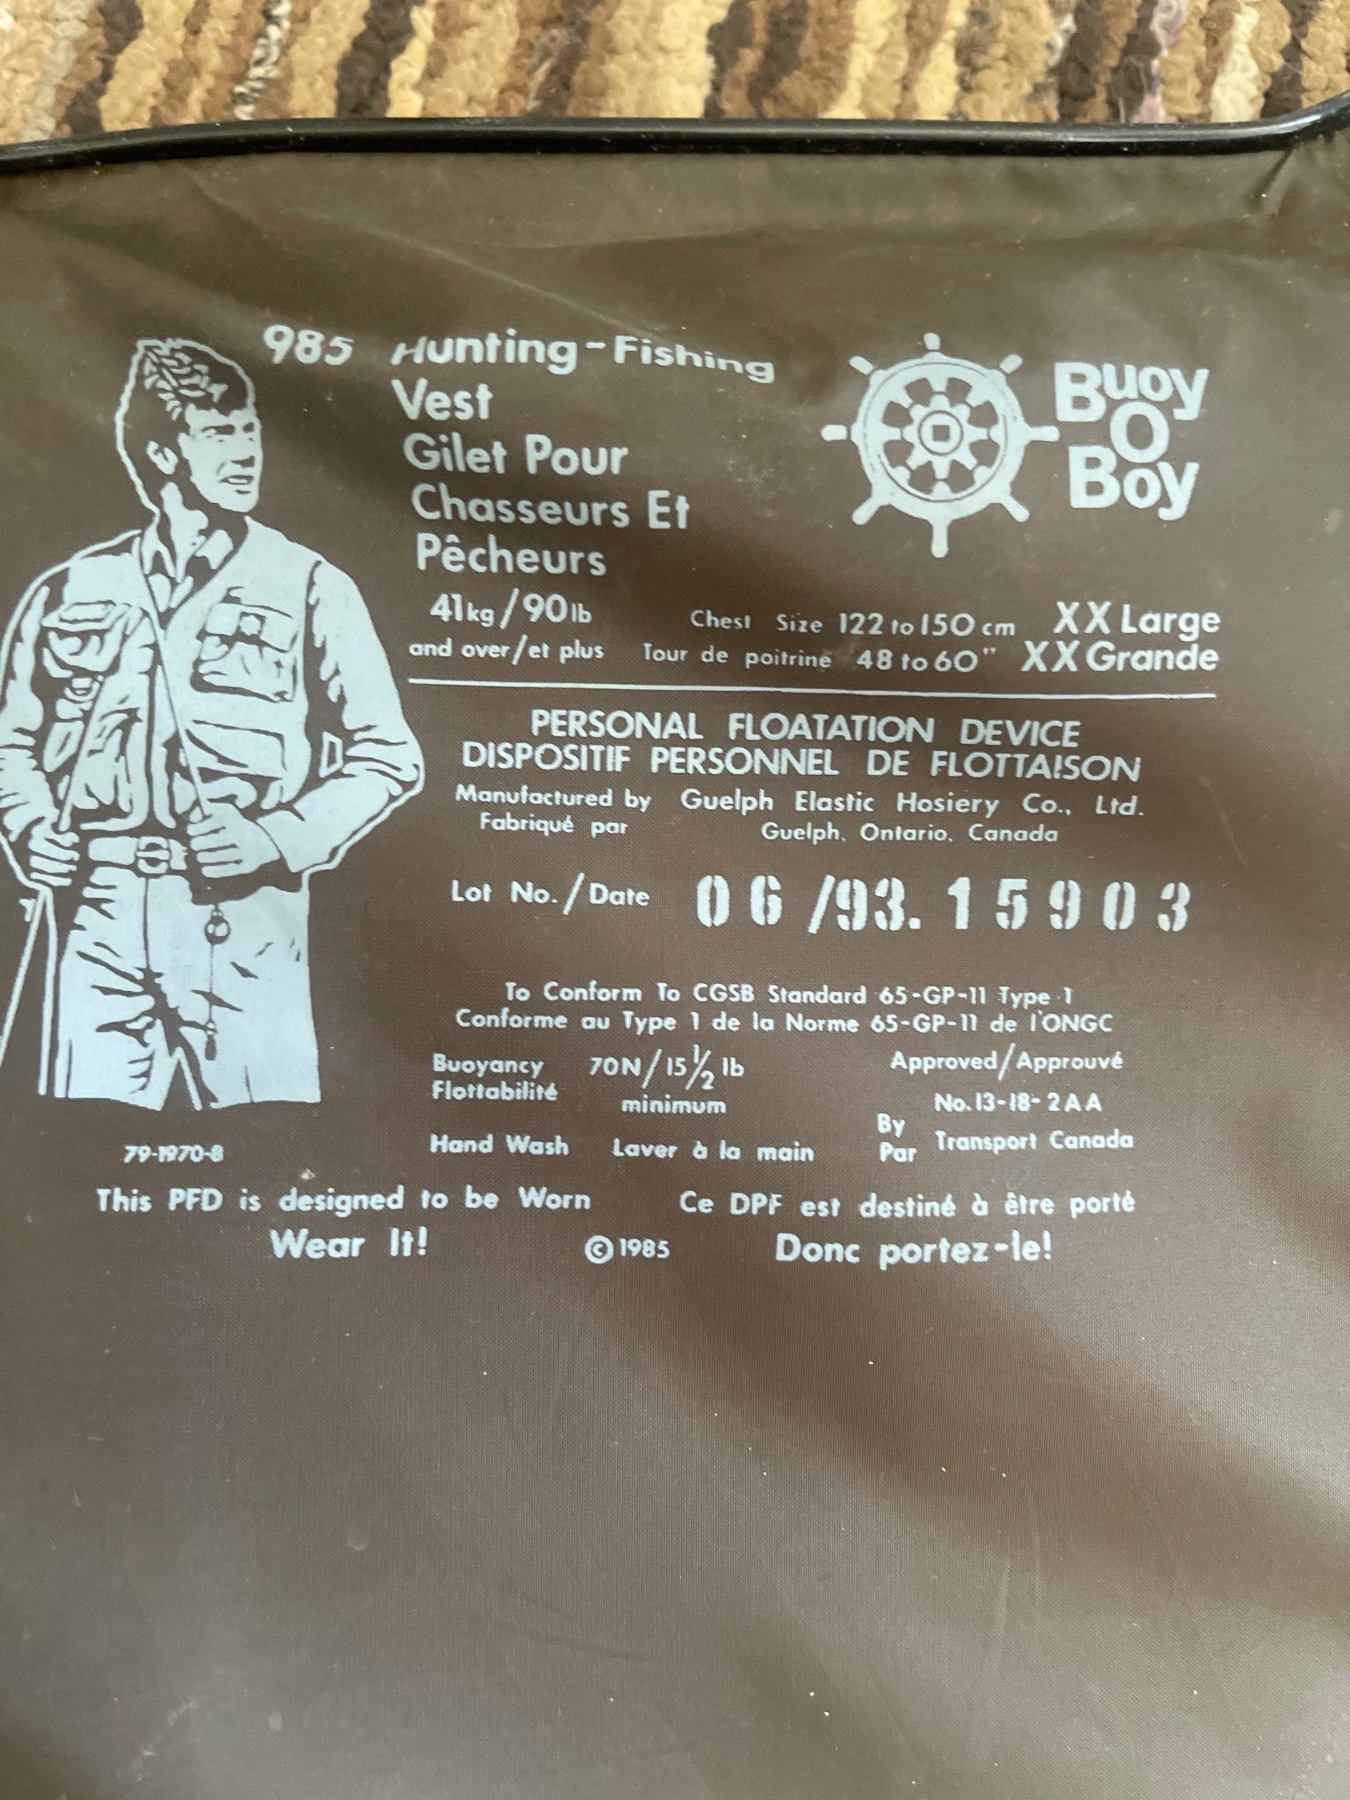 985 Hunting-Fishing
Vest
Gilet Pour
Chasseurs Et
Pêcheurs
Buoy
O
Boy
41kg/90lb
and over/et plus
Chest Size 122 to 150 cm XX Large
Tour de poitrine 48 to 60" XX Grande
PERSONAL FLOATATION DEVICE
DISPOSITIF PERSONNEL DE FLOTTAISON
Manufactured by Guelph Elastic Hosiery Co., Ltd.
Fabriqué par Guelph, Ontario, Canada
Lot No./Date 06/93.15903
To Conform To CGSB Standard 65-GP-11 Type 1
Conforme au Type 1 de la Norme 65-GP-11 de l'ONGC
Buoyancy 70N/15½ lb
Flottabilité minimum
Approved/Approuvé
No. 13-18-2AA
By
Par Transport Canada
Hand Wash Laver à la main
79-1970-8
This PFD is designed to be Worn Ce DPF est destiné à être porté
Wear It! © 1985 Donc portez-le!